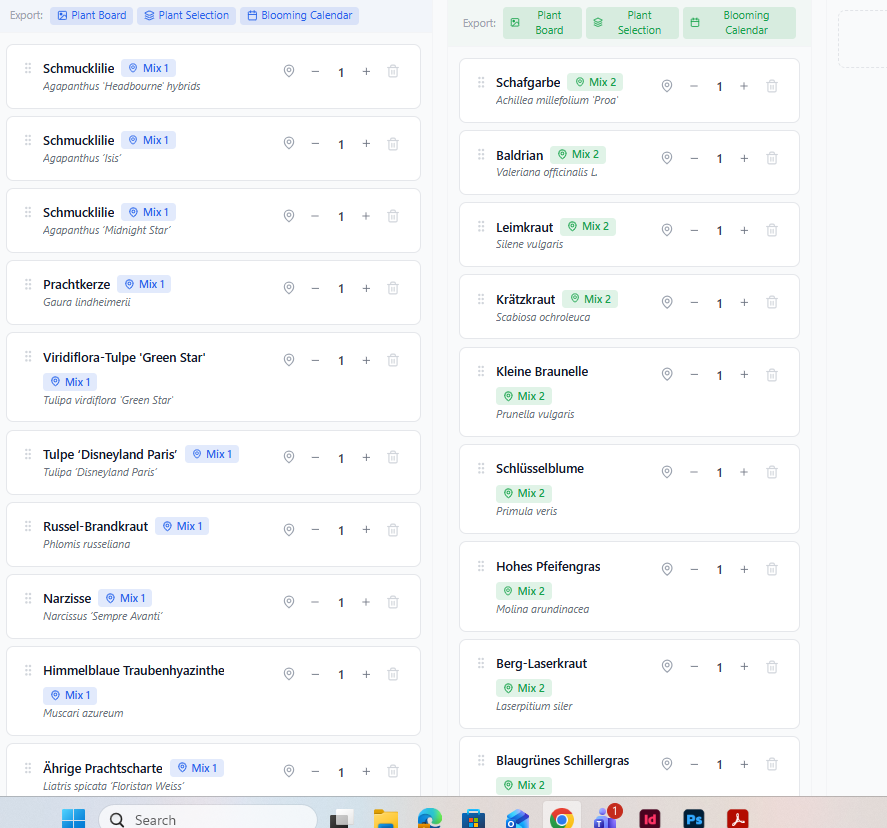 Export: Plant Board Plant Selection Blooming Calendar
Schmucklilie Mix 1
1
Agapanthus 'Headbourne' hybrids
Schmucklilie Mix 1
1
Agapanthus 'Isis'
Schmucklilie Mix 1
1
Agapanthus 'Midnight Star'
Prachtkerze Mix 1
1
Gaura lindheimerii
Viridiflora-Tulpe 'Green Star'
1
Mix 1
Tulipa virdiflora 'Green Star'
Tulpe ‘Disneyland Paris’ Mix 1
1
Tulipa ‘Disneyland Paris’
Russel-Brandkraut Mix 1
1
Phlomis russeliana
Narzisse Mix 1
1
Narcissus 'Sempre Avanti'
Himmelblaue Traubenhyazinthe
1
Mix 1
Muscari azureum
Ährige Prachtscharte Mix 1
1
Liatris spicata 'Floristan Weiss'
Export:
Plant
Board
Plant
Selection
Blooming
Calendar
Schafgarbe Mix 2
1
Achillea millefolium 'Proa'
Baldrian Mix 2
1
Valeriana officinalis L.
Leimkraut Mix 2
1
Silene vulgaris
Krätzkraut Mix 2
1
Scabiosa ochroleuca
Kleine Braunelle
1
Mix 2
Prunella vulgaris
Schlüsselblume
1
Mix 2
Primula veris
Hohes Pfeifengras
1
Mix 2
Molina arundinacea
Berg-Laserkraut
1
Mix 2
Laserpitium siler
Blaugrünes Schillergras
1
Mix 2
Search
1
Id
Ps